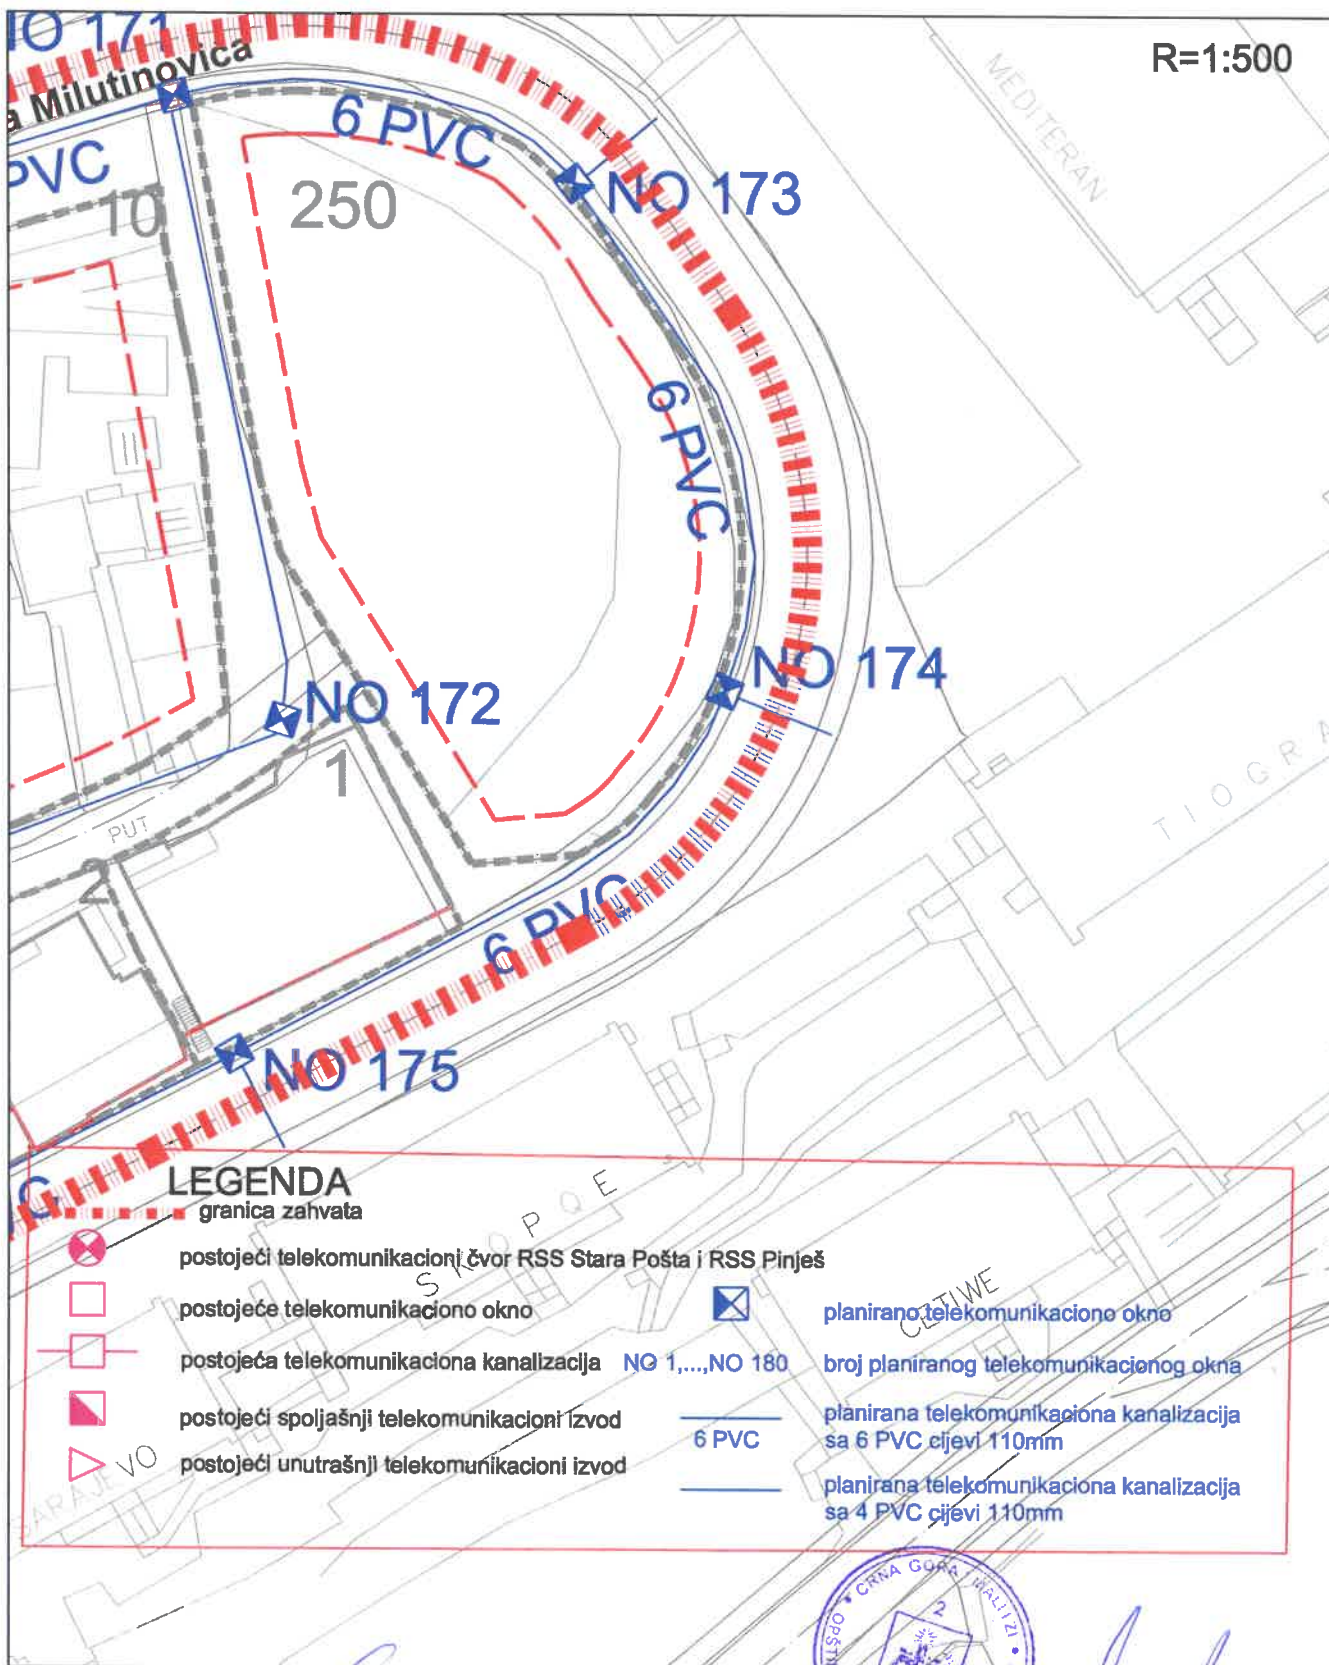 NO 171
a Milutinovica
R=1:500
MEDITERAN
6 PVC
PVC
10
250
NO 173
6 PVC
NO 174
NO 172
1
PUT
2
TIOGRA
6 PVC
NO 175
LEGENDA
granica zahvata
postojeći telekomunikacioni čvor RSS Stara Pošta i RSS Pinješ
postojeće telekomunikaciono okno
postojeća telekomunikaciona kanalizacija
postojeći spoljašnji telekomunikacioni izvod
postojeći unutrašnji telekomunikacioni izvod
planirano telekomunikaciono okno
NO 1,...,NO 180 broj planiranog telekomunikacionog okna
planirana telekomunikaciona kanalizacija
6 PVC sa 6 PVC cijevi 110mm
planirana telekomunikaciona kanalizacija
sa 4 PVC cijevi 110mm
SKOPQE
CETIWE
SARAJEVO
CRNA GORA
2